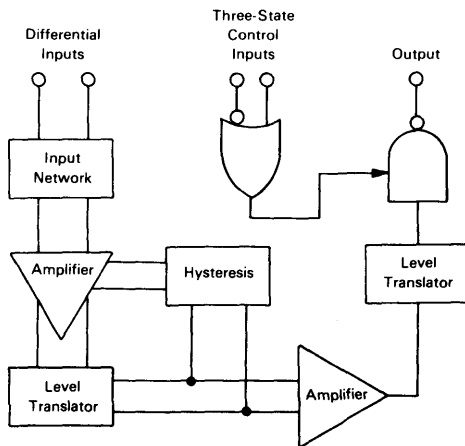 Differential
Inputs
Three-State
Control
Inputs
Output
Input
Network
Amplifier
Hysteresis
Level
Translator
Level
Translator
Amplifier